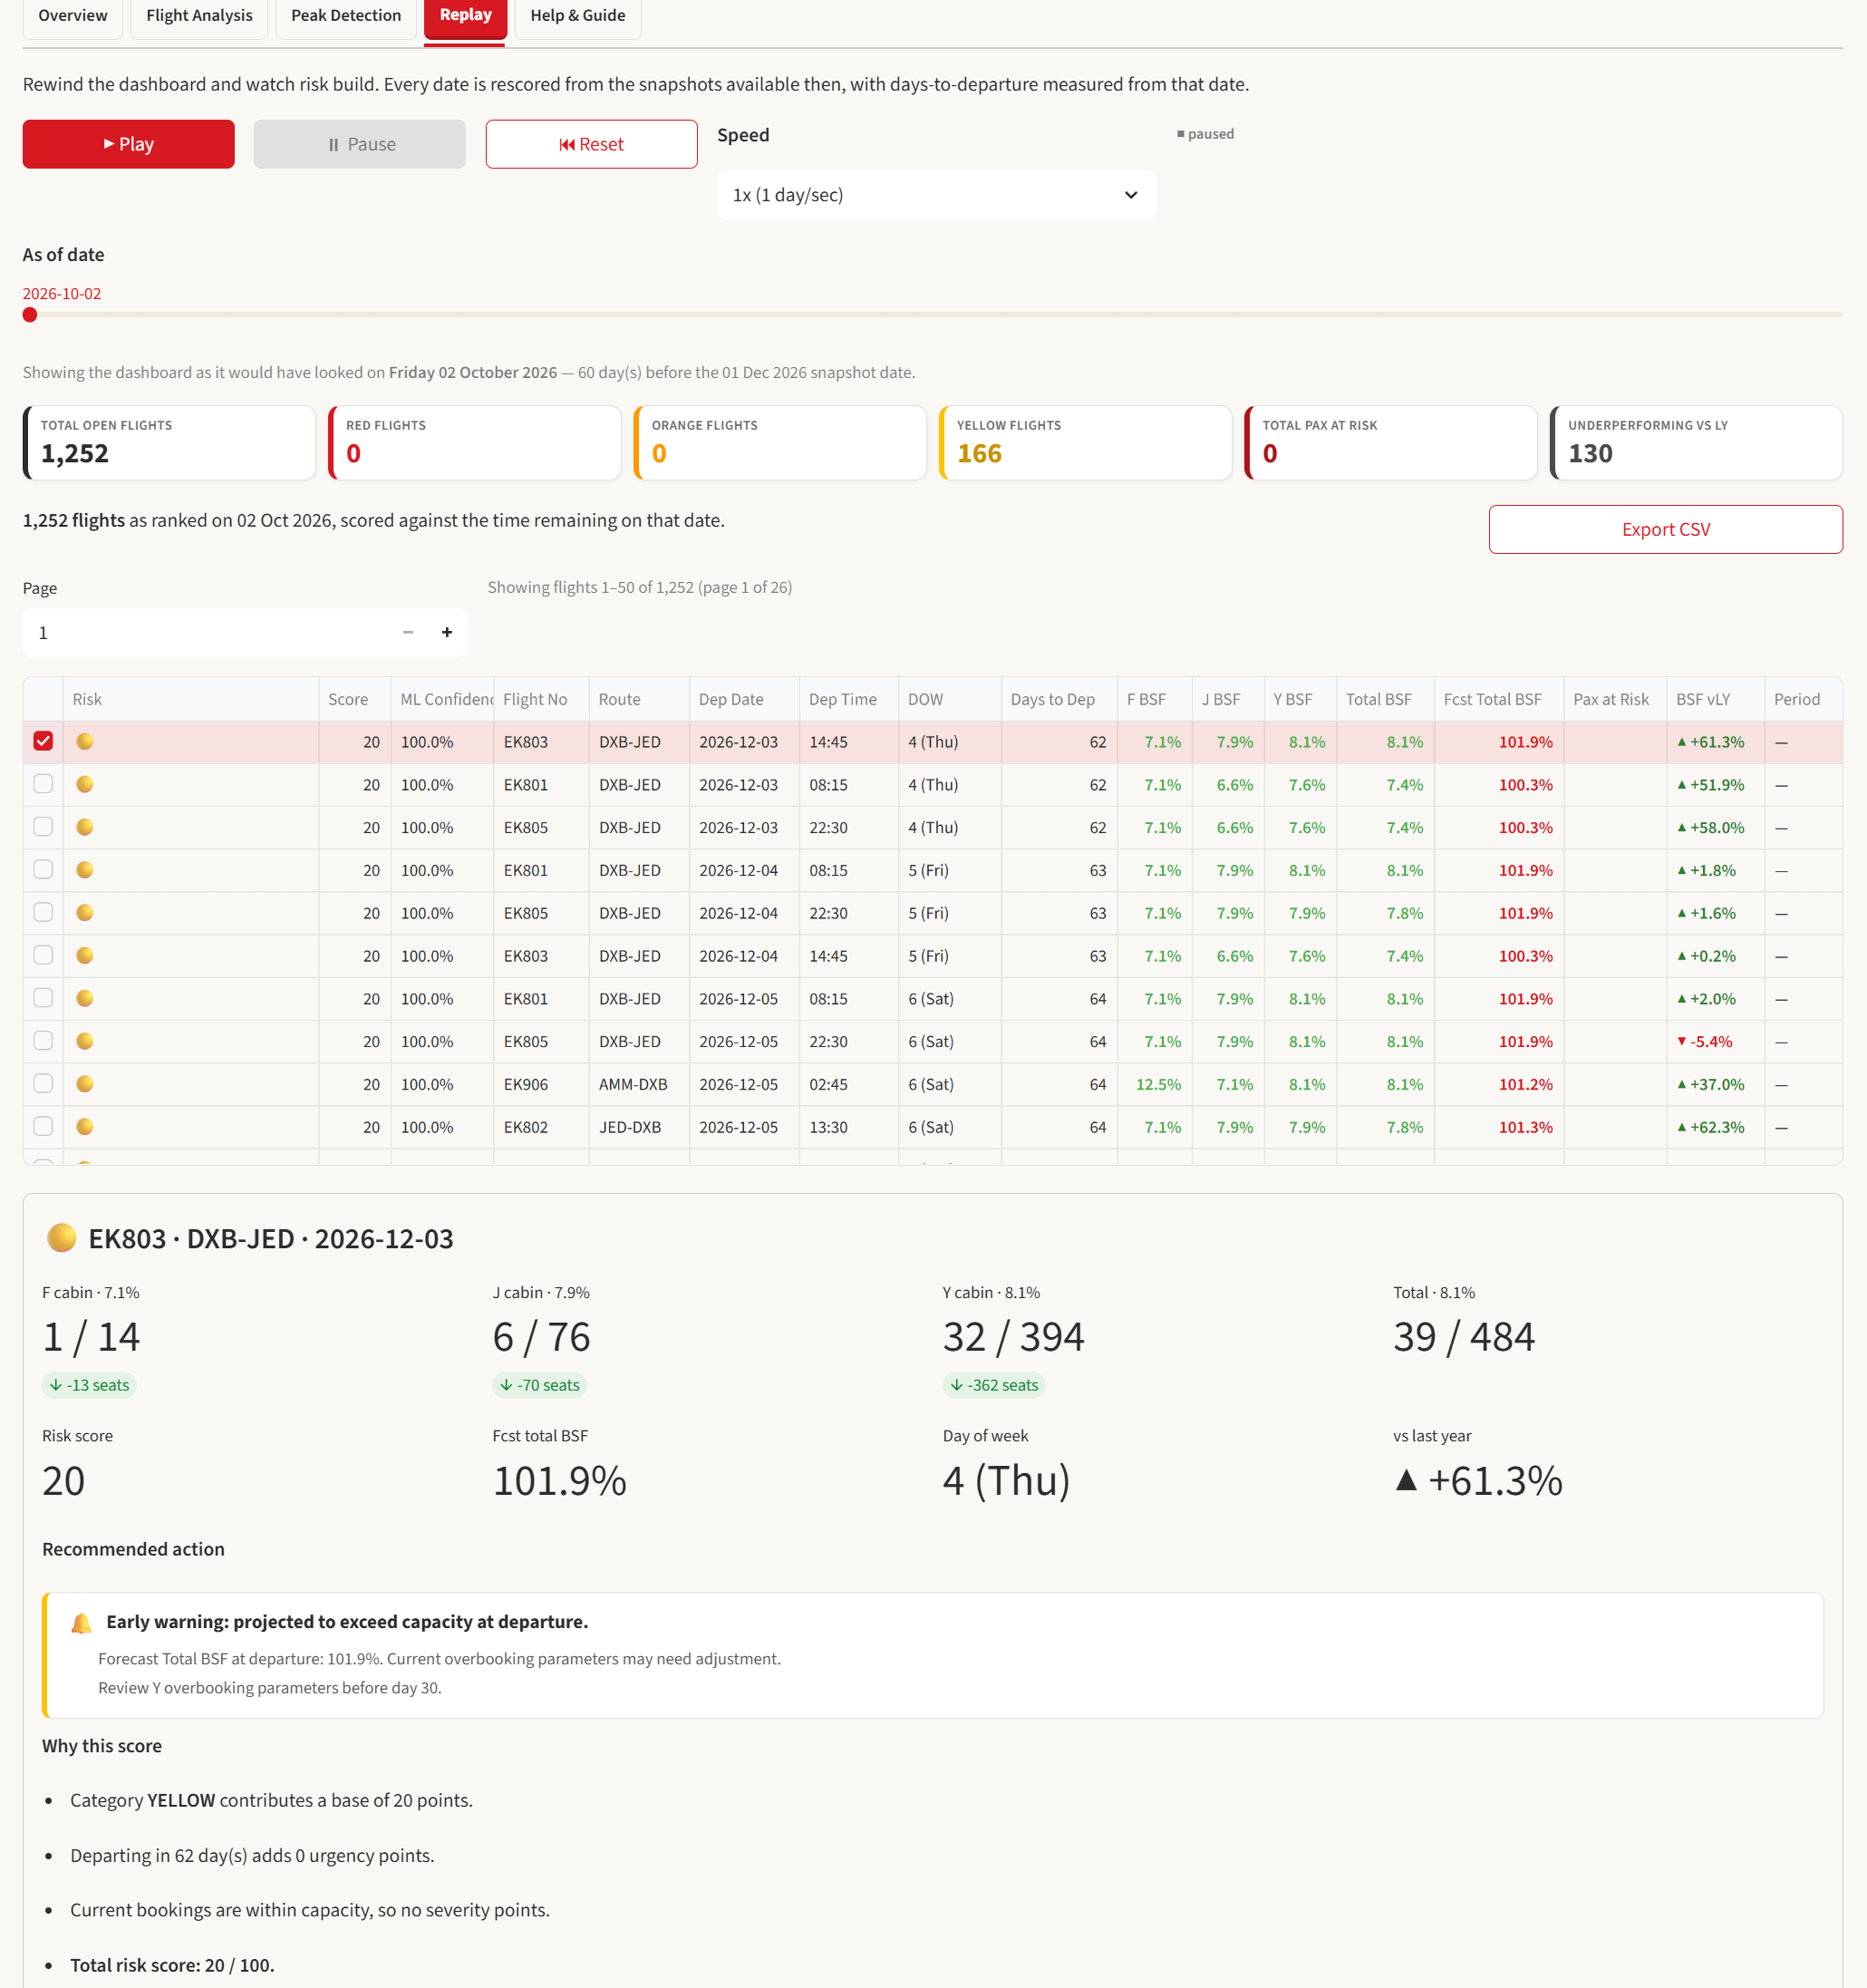 Overview Flight Analysis Peak Detection Replay Help & Guide
Rewind the dashboard and watch risk build. Every date is rescored from the snapshots available then, with days-to-departure measured from that date.
▶ Play ⏸ Pause ⏮ Reset Speed ■ paused
1x (1 day/sec)
As of date
2026-10-02
Showing the dashboard as it would have looked on Friday 02 October 2026 — 60 day(s) before the 01 Dec 2026 snapshot date.
TOTAL OPEN FLIGHTS RED FLIGHTS ORANGE FLIGHTS YELLOW FLIGHTS TOTAL PAX AT RISK UNDERPERFORMING VS LY
1,252 0 0 166 0 130
1,252 flights as ranked on 02 Oct 2026, scored against the time remaining on that date. Export CSV
Page Showing flights 1–50 of 1,252 (page 1 of 26)
1 − +
Risk Score ML Confidenc Flight No Route Dep Date Dep Time DOW Days to Dep F BSF J BSF Y BSF Total BSF Fcst Total BSF Pax at Risk BSF vLY Period
20 100.0% EK803 DXB-JED 2026-12-03 14:45 4 (Thu) 62 7.1% 7.9% 8.1% 8.1% 101.9% ▲ +61.3% —
20 100.0% EK801 DXB-JED 2026-12-03 08:15 4 (Thu) 62 7.1% 6.6% 7.6% 7.4% 100.3% ▲ +51.9% —
20 100.0% EK805 DXB-JED 2026-12-03 22:30 4 (Thu) 62 7.1% 6.6% 7.6% 7.4% 100.3% ▲ +58.0% —
20 100.0% EK801 DXB-JED 2026-12-04 08:15 5 (Fri) 63 7.1% 7.9% 8.1% 8.1% 101.9% ▲ +1.8% —
20 100.0% EK805 DXB-JED 2026-12-04 22:30 5 (Fri) 63 7.1% 7.9% 7.9% 7.8% 101.9% ▲ +1.6% —
20 100.0% EK803 DXB-JED 2026-12-04 14:45 5 (Fri) 63 7.1% 6.6% 7.6% 7.4% 100.3% ▲ +0.2% —
20 100.0% EK801 DXB-JED 2026-12-05 08:15 6 (Sat) 64 7.1% 7.9% 8.1% 8.1% 101.9% ▲ +2.0% —
20 100.0% EK805 DXB-JED 2026-12-05 22:30 6 (Sat) 64 7.1% 7.9% 8.1% 8.1% 101.9% ▼ -5.4% —
20 100.0% EK906 AMM-DXB 2026-12-05 02:45 6 (Sat) 64 12.5% 7.1% 8.1% 8.1% 101.2% ▲ +37.0% —
20 100.0% EK802 JED-DXB 2026-12-05 13:30 6 (Sat) 64 7.1% 7.9% 7.9% 7.8% 101.3% ▲ +62.3% —
EK803 · DXB-JED · 2026-12-03
F cabin · 7.1% J cabin · 7.9% Y cabin · 8.1% Total · 8.1%
1 / 14 6 / 76 32 / 394 39 / 484
↓ -13 seats ↓ -70 seats ↓ -362 seats
Risk score Fcst total BSF Day of week vs last year
20 101.9% 4 (Thu) ▲ +61.3%
Recommended action
Early warning: projected to exceed capacity at departure.
Forecast Total BSF at departure: 101.9%. Current overbooking parameters may need adjustment.
Review Y overbooking parameters before day 30.
Why this score
• Category YELLOW contributes a base of 20 points.
• Departing in 62 day(s) adds 0 urgency points.
• Current bookings are within capacity, so no severity points.
• Total risk score: 20 / 100.